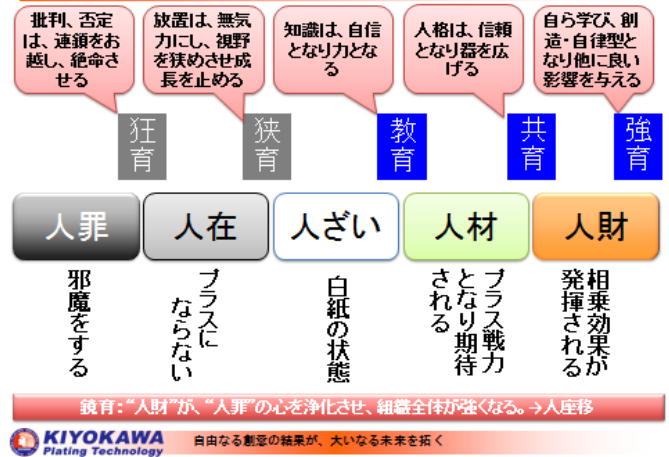 批判、否定
は、連鎖をお
越し、絶命さ
せる
放置は、無気
力にし、視野
を狭めさせ成
長を止める
知識は、自信
となり力とな
る
人格は、信頼
となり器を広
げる
自ら学び、創
造・自律型と
なり他に良い
影響を与える
狂育
狭育
教育
共育
強育
人罪
人在
人ざい
人材
人財
邪魔をする
プラスに
ならない
白紙の状態
プラス戦力
となり期待
される
相乗効果が
発揮される
鏡育：“人財”が、“人罪”の心を浄化させ、組織全体が強くなる。→人座移
KIYOKAWA
Plating Technology
自由なる創意の結果が、大いなる未来を拓く